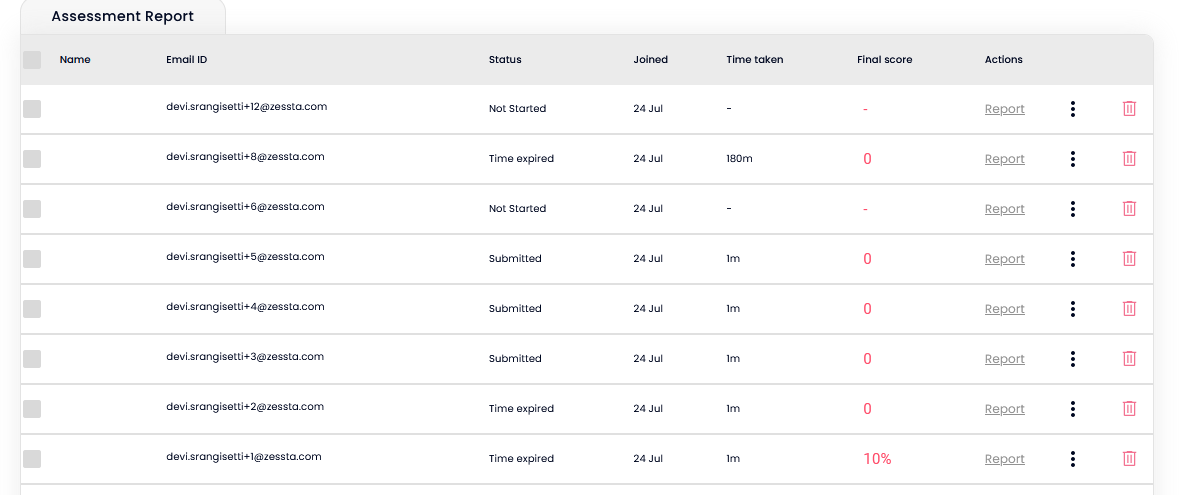 Assessment Report
Name Email ID Status Joined Time taken Final score Actions
devi.srangisetti+12@zessta.com Not Started 24 Jul - - Report
devi.srangisetti+8@zessta.com Time expired 24 Jul 180m 0 Report
devi.srangisetti+6@zessta.com Not Started 24 Jul - - Report
devi.srangisetti+5@zessta.com Submitted 24 Jul 1m 0 Report
devi.srangisetti+4@zessta.com Submitted 24 Jul 1m 0 Report
devi.srangisetti+3@zessta.com Submitted 24 Jul 1m 0 Report
devi.srangisetti+2@zessta.com Time expired 24 Jul 1m 0 Report
devi.srangisetti+1@zessta.com Time expired 24 Jul 1m 10% Report